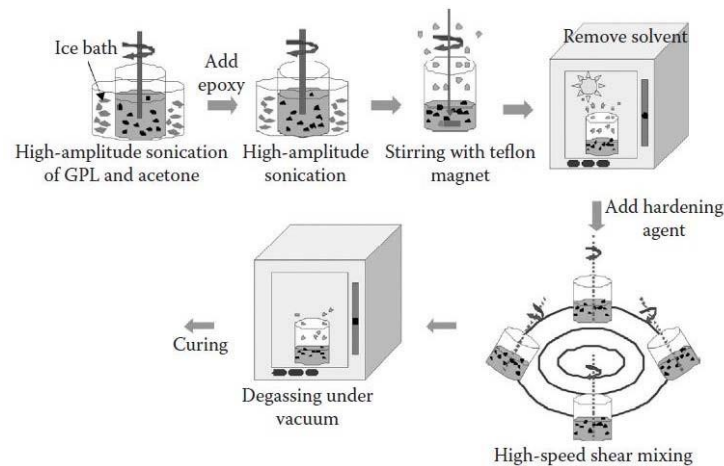 Ice bath
Add
epoxy
Remove solvent
High-amplitude sonication
of GPL and acetone
High-amplitude
sonication
Stirring with teflon
magnet
Add hardening
agent
Curing
Degassing under
vacuum
High-speed shear mixing